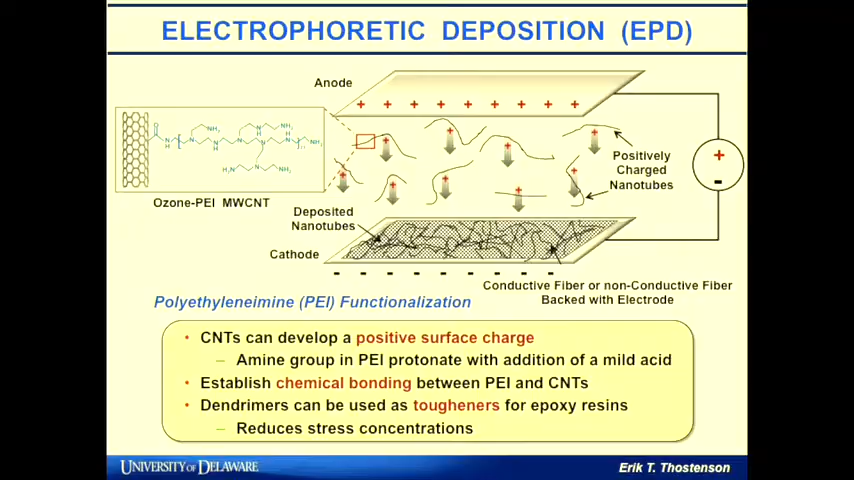 ELECTROPHORETIC DEPOSITION (EPD)
Anode
+ + + + + + + + +
Positively
Charged
Nanotubes
Ozone-PEI MWCNT
Deposited
Nanotubes
Cathode
- - - - - - - - -
Conductive Fiber or non-Conductive Fiber
Backed with Electrode
Polyethyleneimine (PEI) Functionalization
• CNTs can develop a positive surface charge
– Amine group in PEI protonate with addition of a mild acid
• Establish chemical bonding between PEI and CNTs
• Dendrimers can be used as tougheners for epoxy resins
– Reduces stress concentrations
UNIVERSITY OF DELAWARE
Erik T. Thostenson